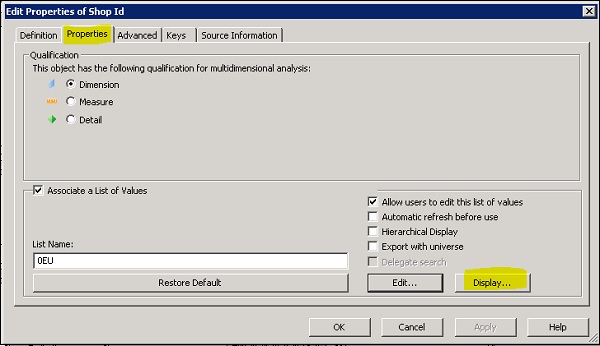 Edit Properties of Shop Id
Definition Properties Advanced Keys Source Information
Qualification
This object has the following qualification for multidimensional analysis:
Dimension
Measure
Detail
Associate a List of Values
Allow users to edit this list of values
Automatic refresh before use
Hierarchical Display
Export with universe
Delegate search
List Name:
0EU
Restore Default
Edit... Display...
OK Cancel Apply Help